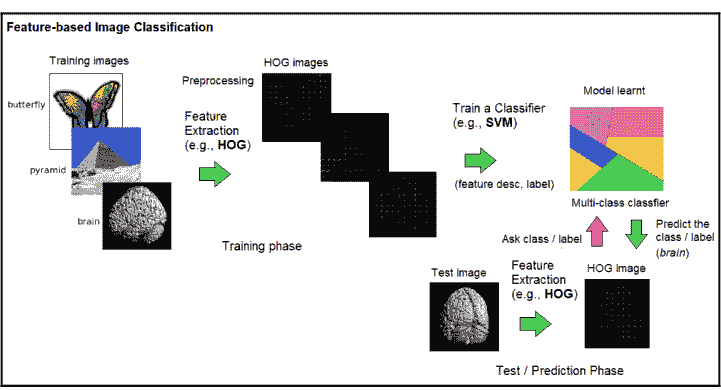 Feature-based Image Classification
Training images
butterfly
pyramid
brain
Preprocessing
Feature
Extraction
(e.g., HOG)
HOG images
Training phase
Train a Classifier
(e.g., SVM)
(feature desc, label)
Model learnt
Multi-class classfier
Ask class / label
Predict the
class / label
(brain)
Test image
Feature
Extraction
(e.g., HOG)
HOG image
Test / Prediction Phase